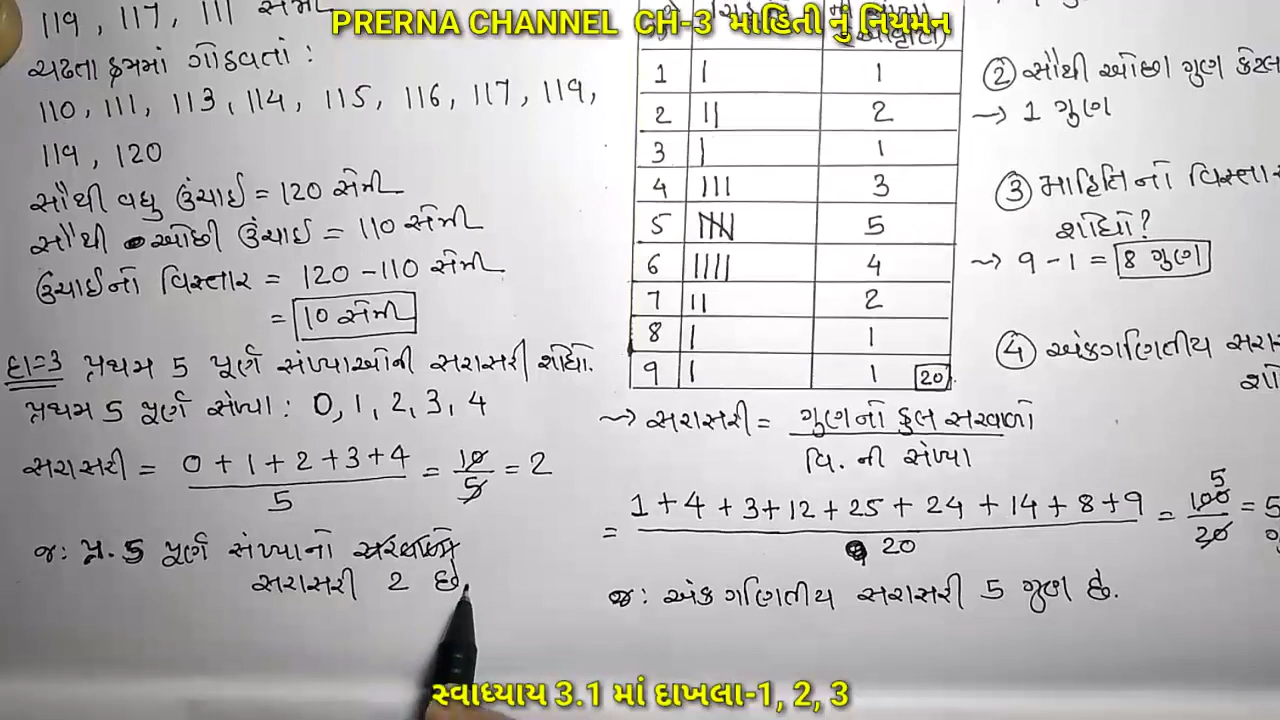 PRERNA CHANNEL CH-3 માહિતી નું નિયમન
119, 117, 111 સેમી
ચઢતા ક્રમમાં ગોઠવતાં :
110, 111, 113, 114, 115, 116, 117, 119,
119, 120
સૌથી વધુ ઉંચાઇ = 120 સેમી
સૌથી ઓછી ઉંચાઇ = 110 સેમી
ઉંચાઇનો વિસ્તાર = 120 - 110 સેમી
= 10 સેમી
દા=3 પ્રથમ 5 પૂર્ણ સંખ્યાઓની સરાસરી શોધો.
પ્રથમ 5 પૂર્ણ સંખ્યા : 0, 1, 2, 3, 4
સરાસરી = 0 + 1 + 2 + 3 + 4 / 5 = 10 / 5 = 2
જ: પ્ર. 5 પૂર્ણ સંખ્યાનો સરવાળો
સરાસરી 2 છે.
1 | 1
2 || 2
3 | 1
4 ||| 3
5 |||| 5
6 |||| 4
7 || 2
8 | 1
9 | 1 20
② સૌથી ઓછા ગુણ કેટલ
→ 1 ગુણ
③ માહિતિનો વિસ્તાર
શોધો?
→ 9 - 1 = 8 ગુણ
④ અંકગણિતીય સરા
શો
→ સરાસરી = ગુણનો કુલ સરવાળો / વિ. ની સંખ્યા
= 1 + 4 + 3 + 12 + 25 + 24 + 14 + 8 + 9 / 20 = 100 / 20 = 5
5
જ: અંકગણિતીય સરાસરી 5 ગુણ છે.
સ્વાધ્યાય 3.1 માં દાખલા-1, 2, 3